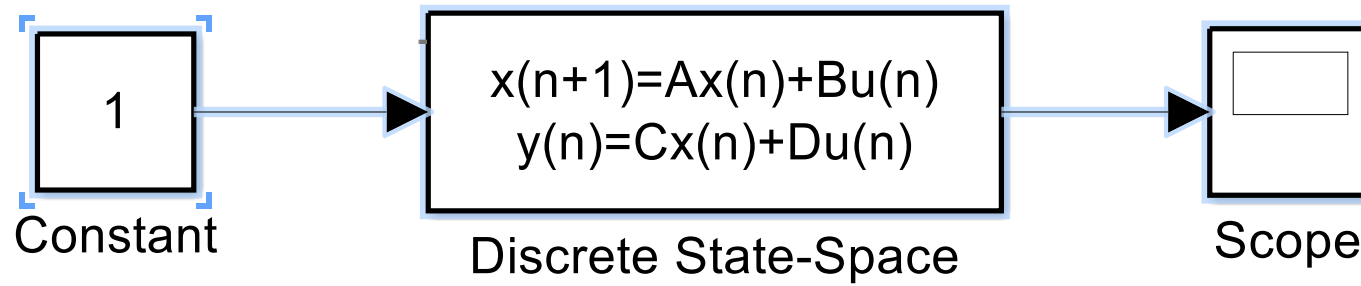 1
x(n+1)=Ax(n)+Bu(n)
y(n)=Cx(n)+Du(n)
Constant
Discrete State-Space
Scope